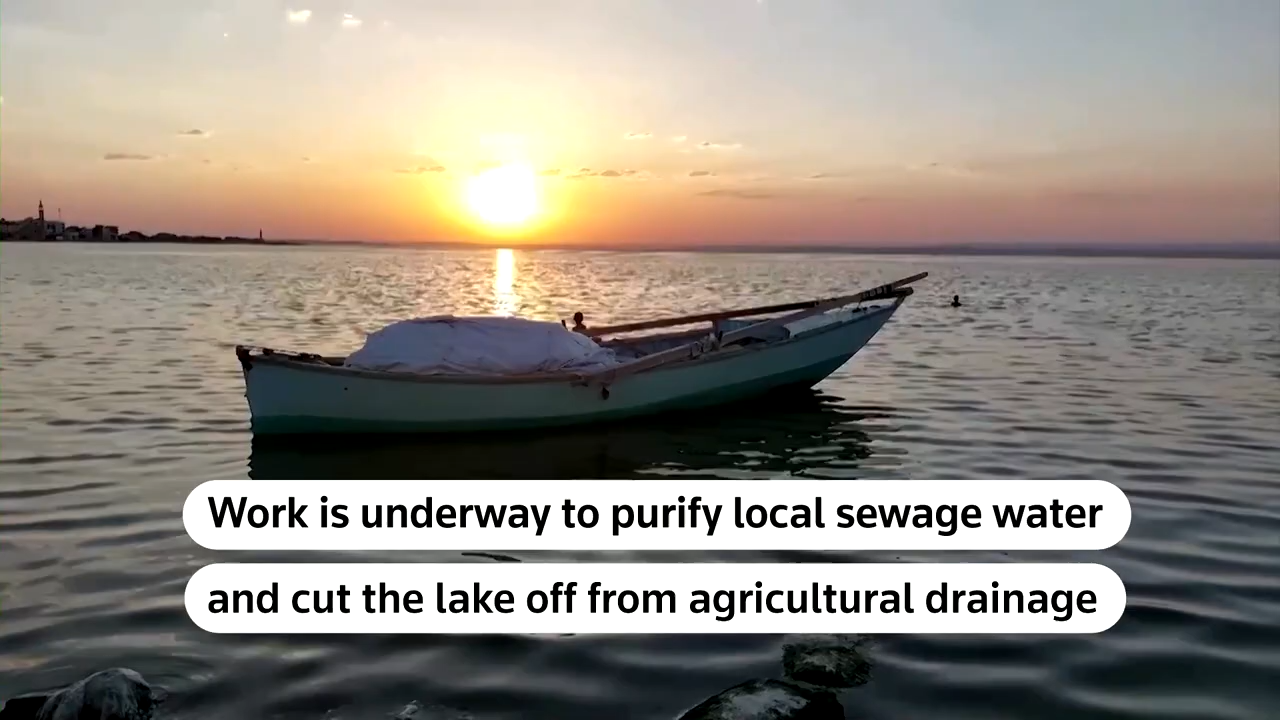 Work is underway to purify local sewage water
and cut the lake off from agricultural drainage